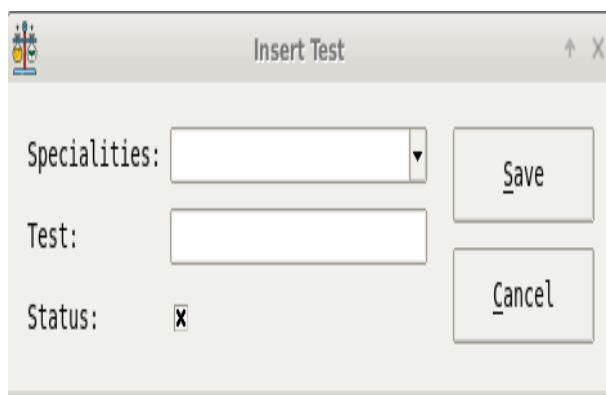 Insert Test
Specialities:
Save
Test:
Cancel
Status: